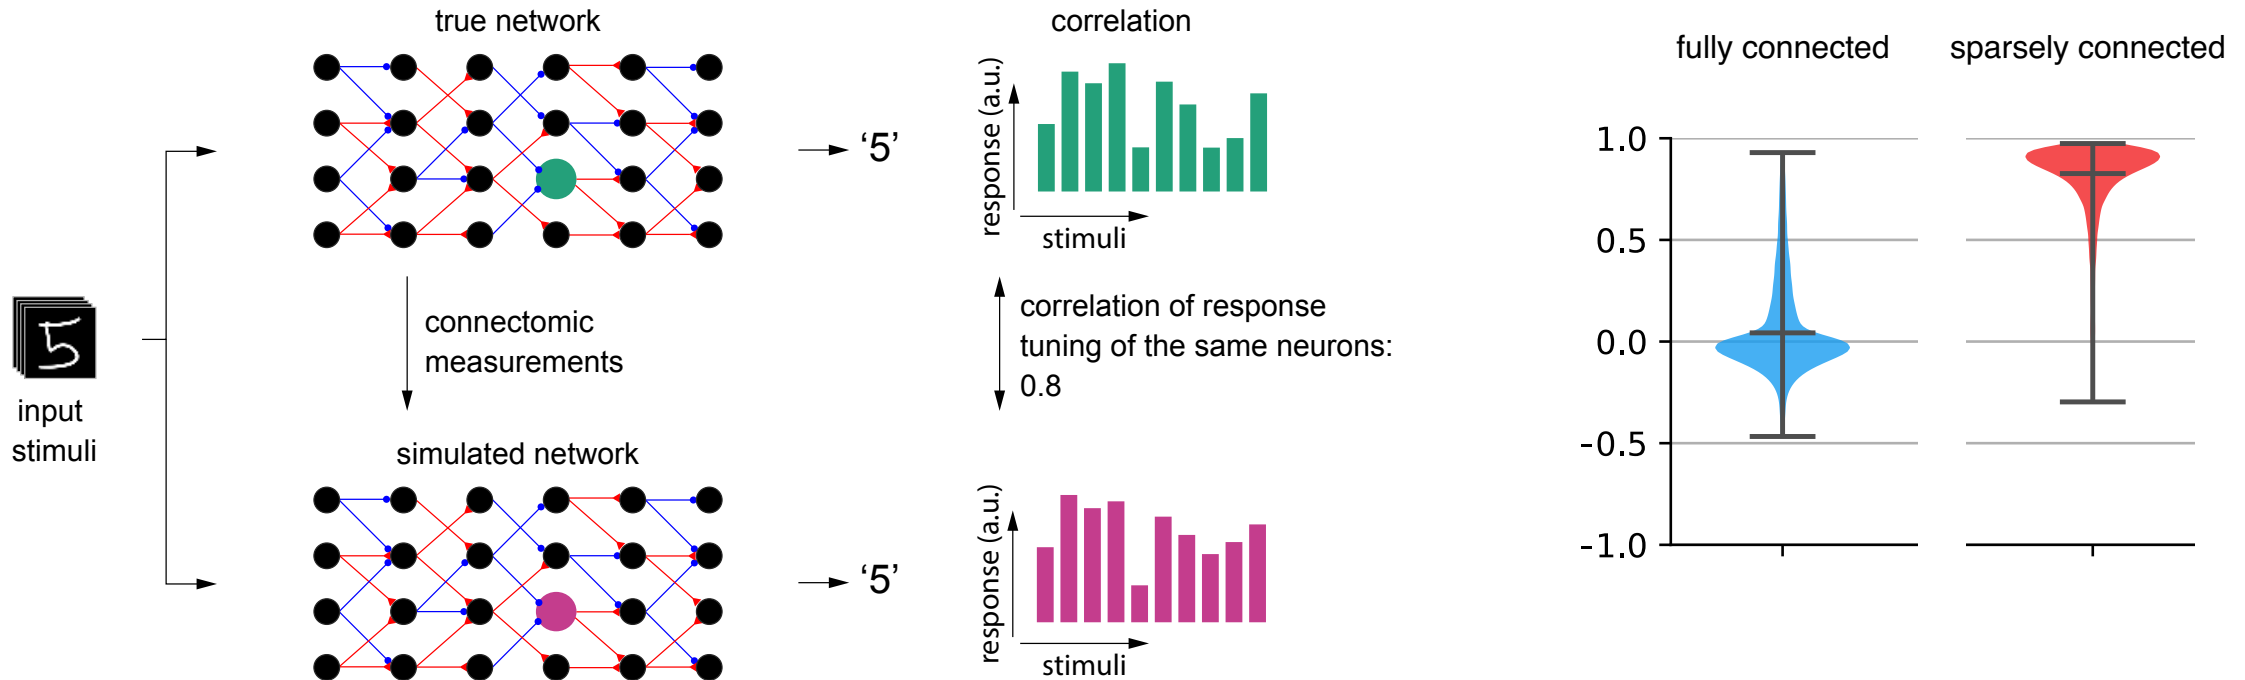 true network
correlation
fully connected
sparsely connected
response (a.u.)
stimuli
‘5’
1.0
0.5
0.0
-0.5
-1.0
connectomic
measurements
correlation of response
tuning of the same neurons:
0.8
5
input
stimuli
simulated network
‘5’
response (a.u.)
stimuli